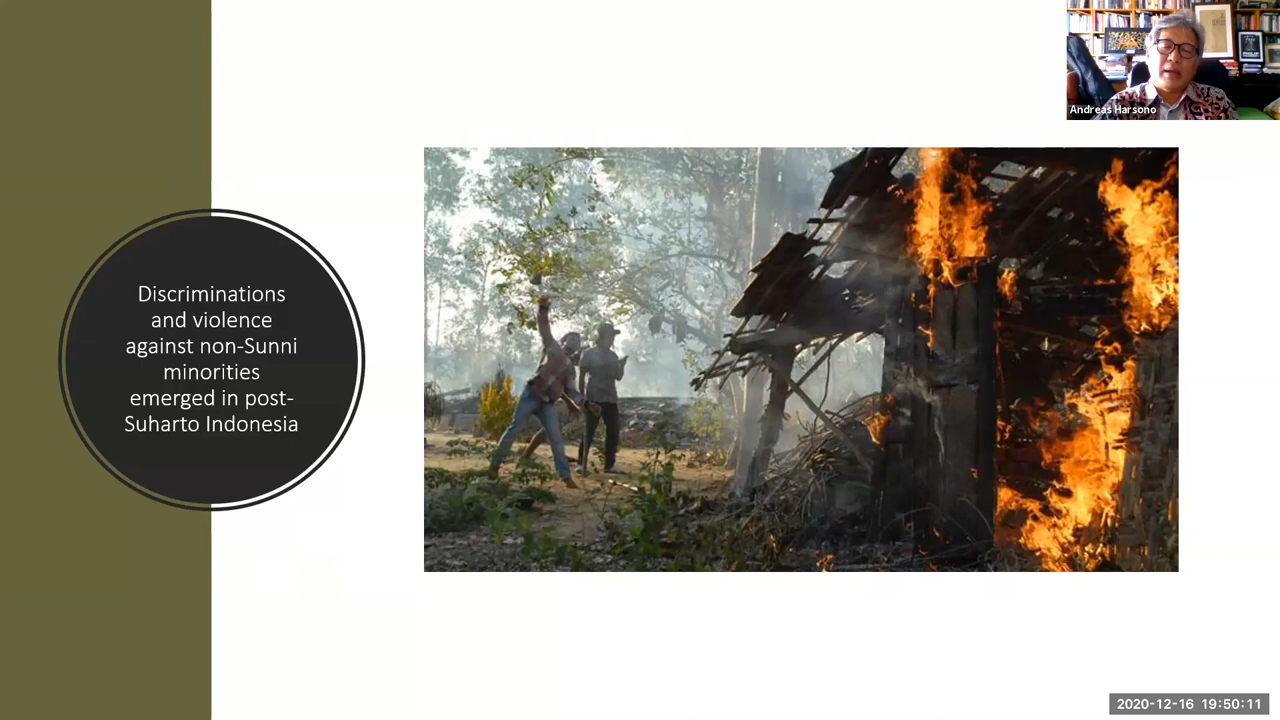 Andreas Harsono
Discriminations
and violence
against non-Sunni
minorities
emerged in post-
Suharto Indonesia
2020-12-16 19:50:11